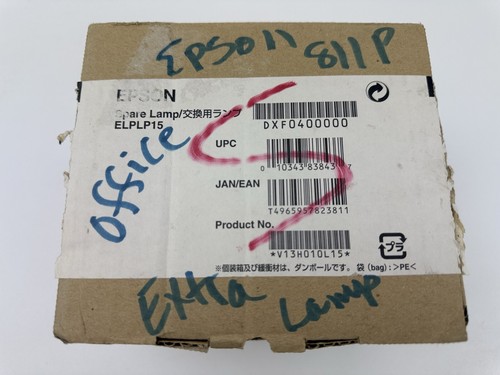 EPSON 811P
EPSON
Spare Lamp/交換用ランプ
ELPLP15
DXF0400000
Office
UPC
JAN/EAN
T4965957823811
Product No.
*V13H010L15*
プラ
※個装箱及び緩衝材は、ダンボールです。 袋(bag):>PE<
Extra Lamp